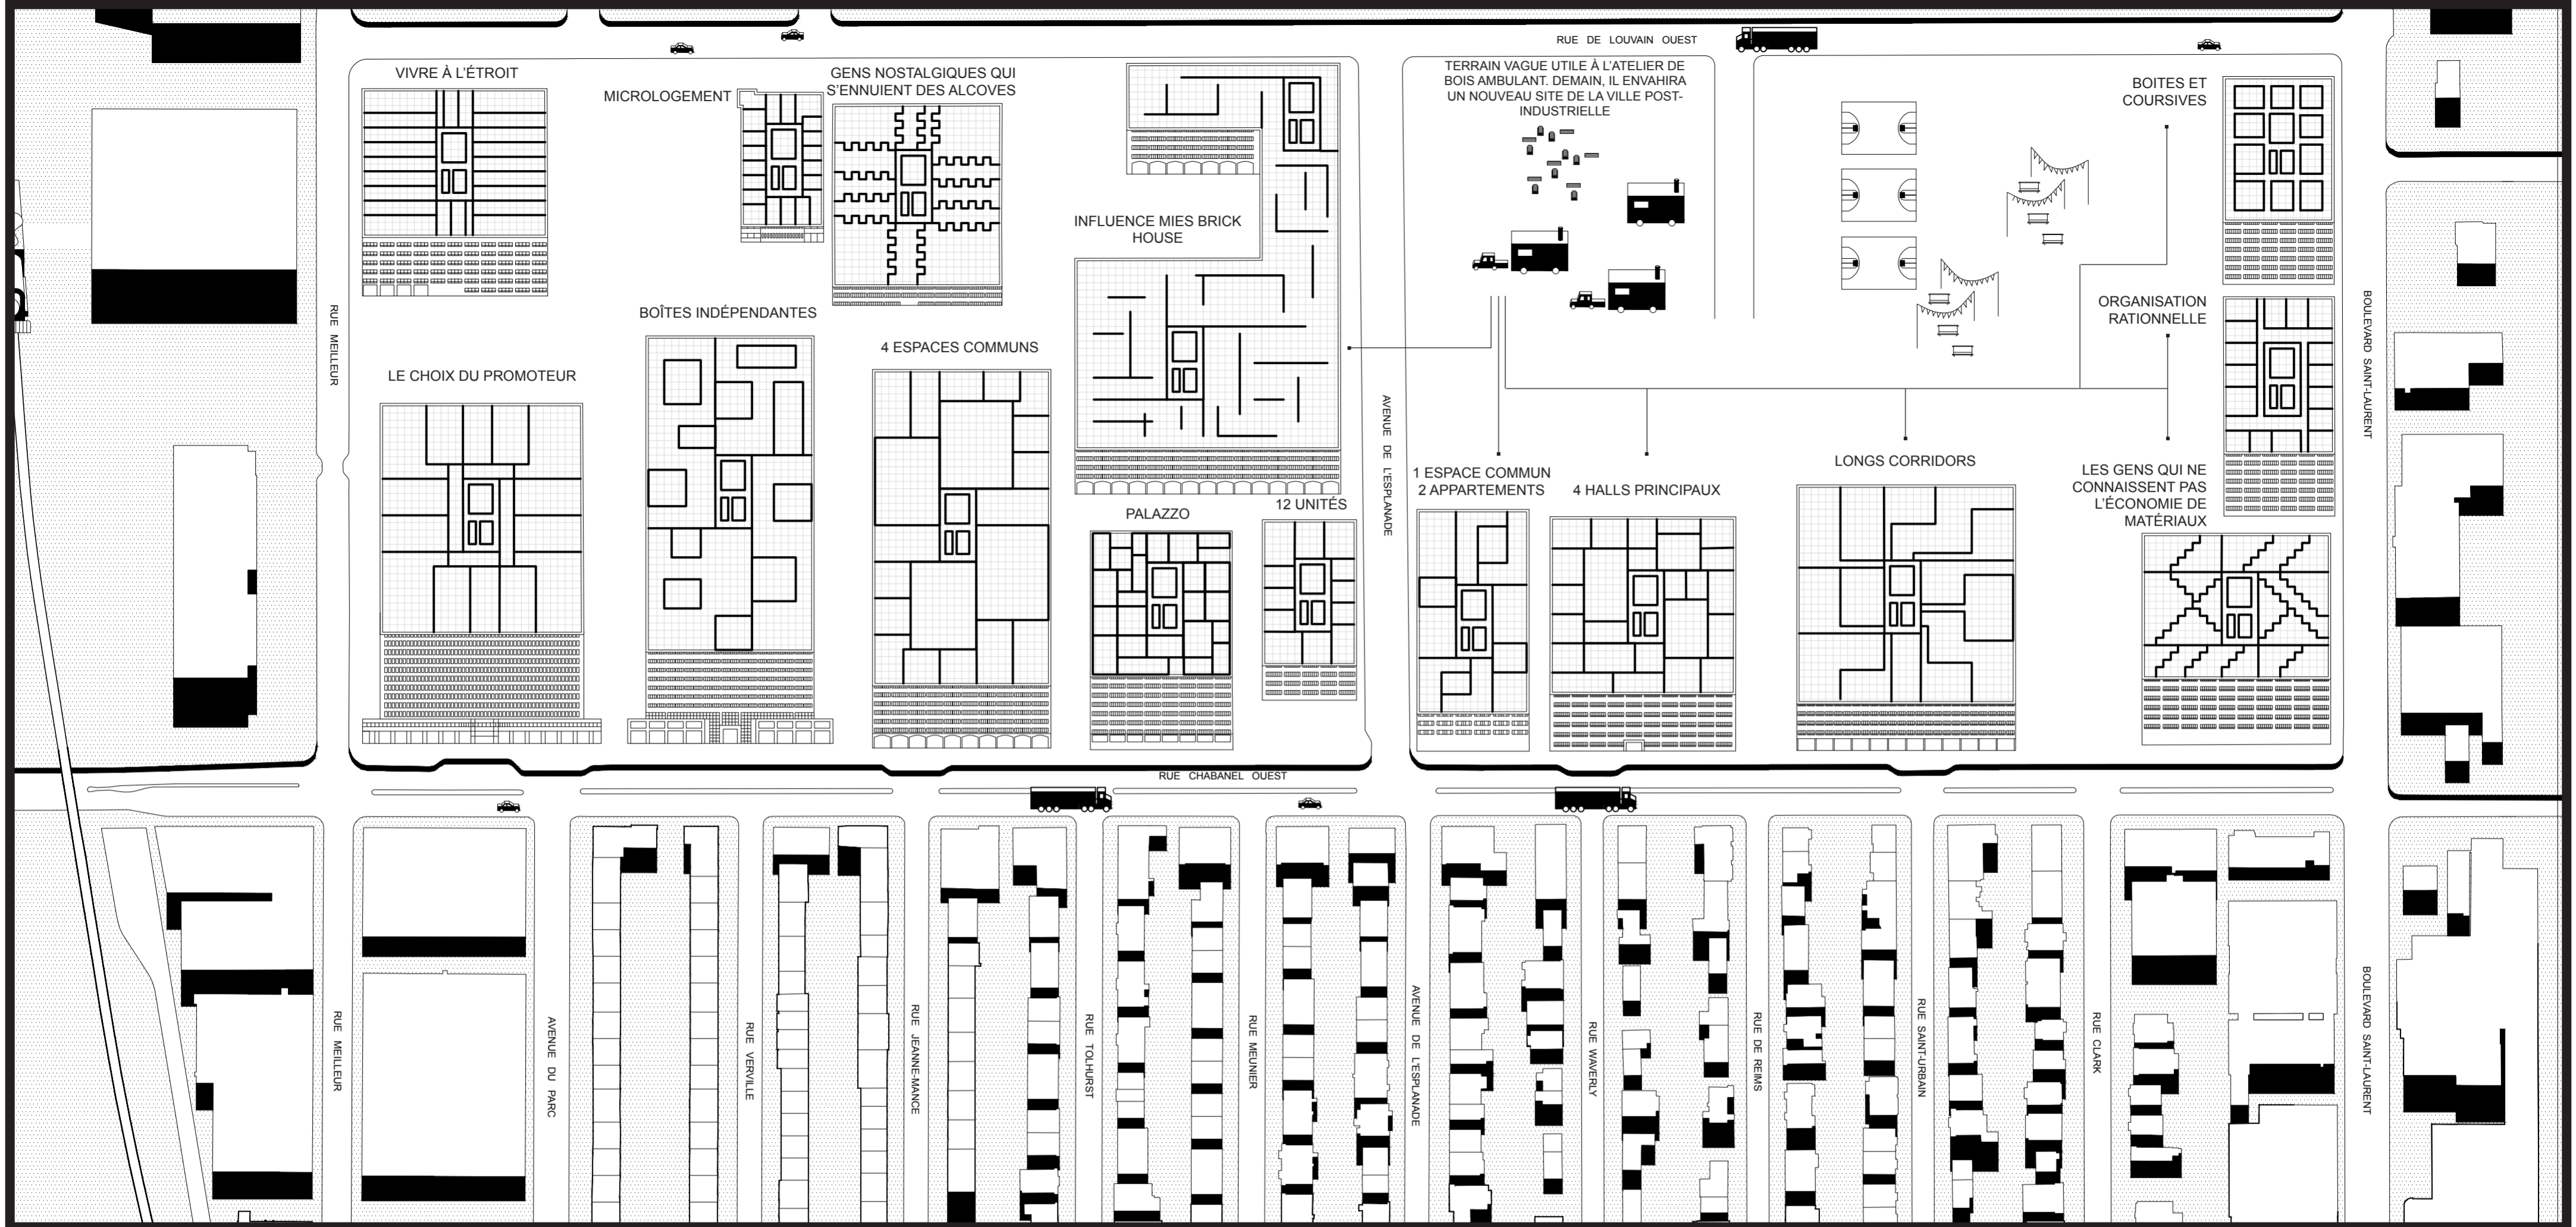 RUE DE LOUVAIN OUEST
VIVRE À L'ÉTROIT
MICROLOGEMENT
GENS NOSTALGIQUES QUI
S'ENNUIENT DES ALCOVES
TERRAIN VAGUE UTILE À L'ATELIER DE
BOIS AMBULANT. DEMAIN, IL ENVAHIRA
UN NOUVEAU SITE DE LA VILLE POST-
INDUSTRIELLE
BOITES ET
COURSIVES
INFLUENCE MIES BRICK
HOUSE
RUE MEILLEUR
BOÎTES INDÉPENDANTES
4 ESPACES COMMUNS
LE CHOIX DU PROMOTEUR
ORGANISATION
RATIONNELLE
BOULEVARD SAINT-LAURENT
AVENUE DE L'ESPLANADE
PALAZZO
12 UNITÉS
1 ESPACE COMMUN
2 APPARTEMENTS
4 HALLS PRINCIPAUX
LONGS CORRIDORS
LES GENS QUI NE
CONNAISSENT PAS
L'ÉCONOMIE DE
MATÉRIAUX
RUE CHABANEL OUEST
RUE MEILLEUR
AVENUE DU PARC
RUE VERVILLE
RUE JEANNE-MANCE
RUE TOLHURST
RUE MEUNIER
AVENUE DE L'ESPLANADE
RUE WAVERLY
RUE DE REIMS
RUE SAINT-URBAIN
RUE CLARK
BOULEVARD SAINT-LAURENT